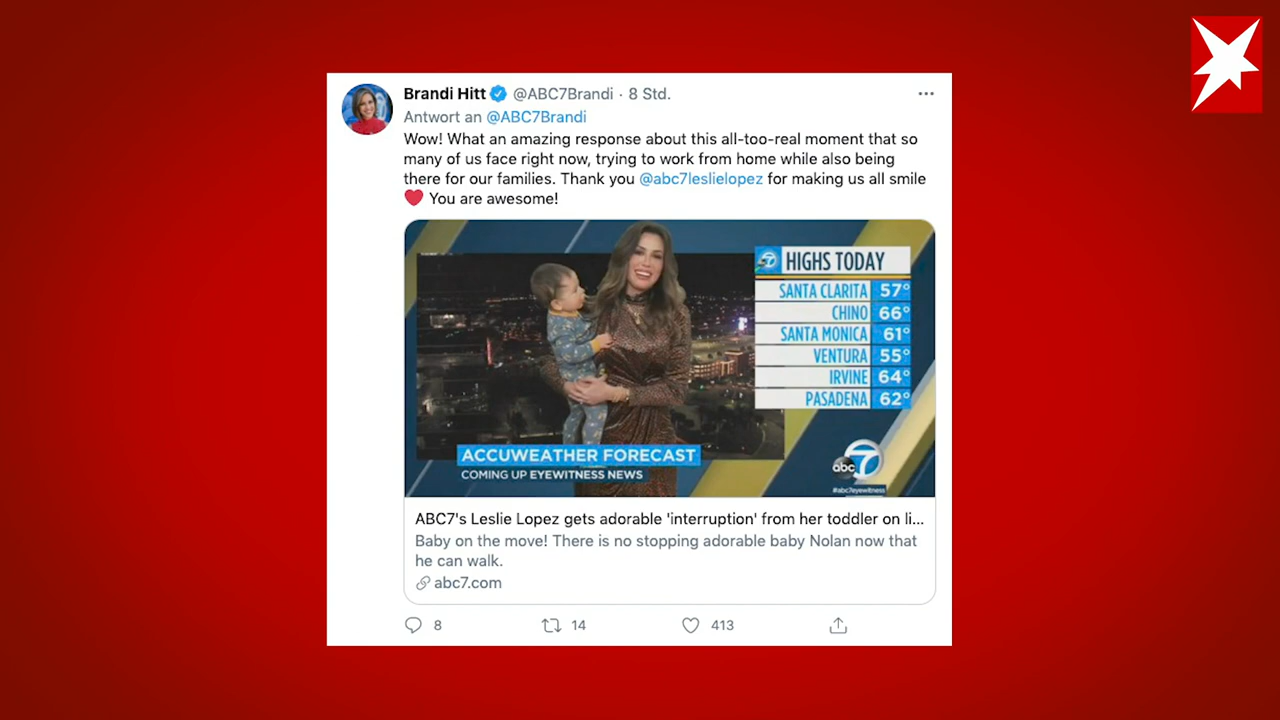 Brandi Hitt @ABC7Brandi · 8 Std.
Antwort an @ABC7Brandi
Wow! What an amazing response about this all-too-real moment that so
many of us face right now, trying to work from home while also being
there for our families. Thank you @abc7leslielopez for making us all smile
❤️ You are awesome!
7 HIGHS TODAY
SANTA CLARITA 57°
CHINO 66°
SANTA MONICA 61°
VENTURA 55°
IRVINE 64°
PASADENA 62°
ACCUWEATHER FORECAST
COMING UP EYEWITNESS NEWS
abc 7
#abc7eyewitness
ABC7's Leslie Lopez gets adorable 'interruption' from her toddler on li...
Baby on the move! There is no stopping adorable baby Nolan now that
he can walk.
abc7.com
8 14 413